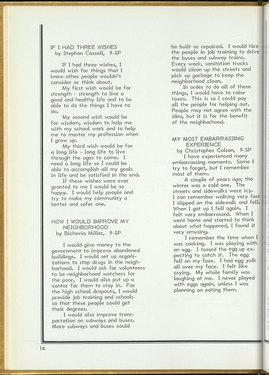 IF I HAD THREE WISHES
by Stephen Cassell, 9-SP
If I had three wishes, I
would wish for things that I
knew other people wouldn't
consider or think about.
My first wish would be for
strength - strength to live a
good and healthy life and to be
able to do the things I have to
do.
My second wish would be
for wisdom, wisdom to help me
with my school work and to help
me to master my profession when
I grow up.
My third wish would be for
a long life - long life to live
through the ages to come. I
need a long life so I could be
able to accomplish all my goals
in life and be satisfied in the end.
If these wishes were ever
granted to me I would be so
happy. I would help people and
try to make my community a
better and safer one.
HOW I WOULD IMPROVE MY
NEIGHBORHOOD
by Miller, 9-SP
I would give money to the
government to improve abandoned
buildings. I would set up organi-
zations to stop drugs in the neigh-
borhood. I would ask for volunteers
to be neighborhood watchers for
the poor. I would also put up a
center for them to stay in. For
the high school dropouts, I would
provide job training and schools
so that these people could get
their degrees.
I would also improve trans-
portation on subways and buses.
More subways and buses could
be built or repaired. I would hire
the people in job training to drive
the buses and subway trains.
Every week, sanitation trucks
would clean up the streets and
pick up garbage to keep the
neighborhood clean.
In order to do all of these
things, I would have to raise
taxes. This is so I could pay
all the people for helping out.
People may not agree with the
idea, but it is for the benefit
of the neighborhood.
MY MOST EMBARRASSING
EXPERIENCE
by Christopher Colson, 9-SP
I have experienced many
embarrassing moments. Some I
try to forget, but I remember
most of them.
A couple of years ago; the
winter was a cold one. The
streets and sidewalks were icy.
I can remember walking very fast
I slipped on the sidewalk and fell.
When I got up I fell again. I
felt very embarrassed. When I
went home and started to think
about what happened, I found it
very amusing.
I remember the time when I
was cooking. I was playing with
an egg. I tossed the egg up ex-
pecting to catch it. The egg
fell on my face. I had egg yolk
all over my face. I felt like
crying. My whole family was
laughing at me. I never played
with eggs again, unless I was
planning on eating them.
14